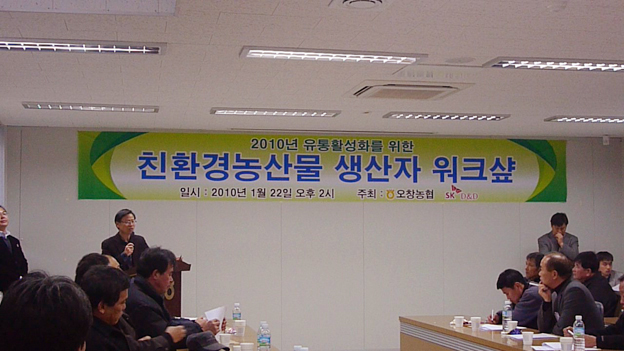 2010년 유통활성화를 위한
친환경농산물 생산자 워크샾
일시 : 2010년 1월 22일 오후 2시 주최 : 오창농협 SK D&D